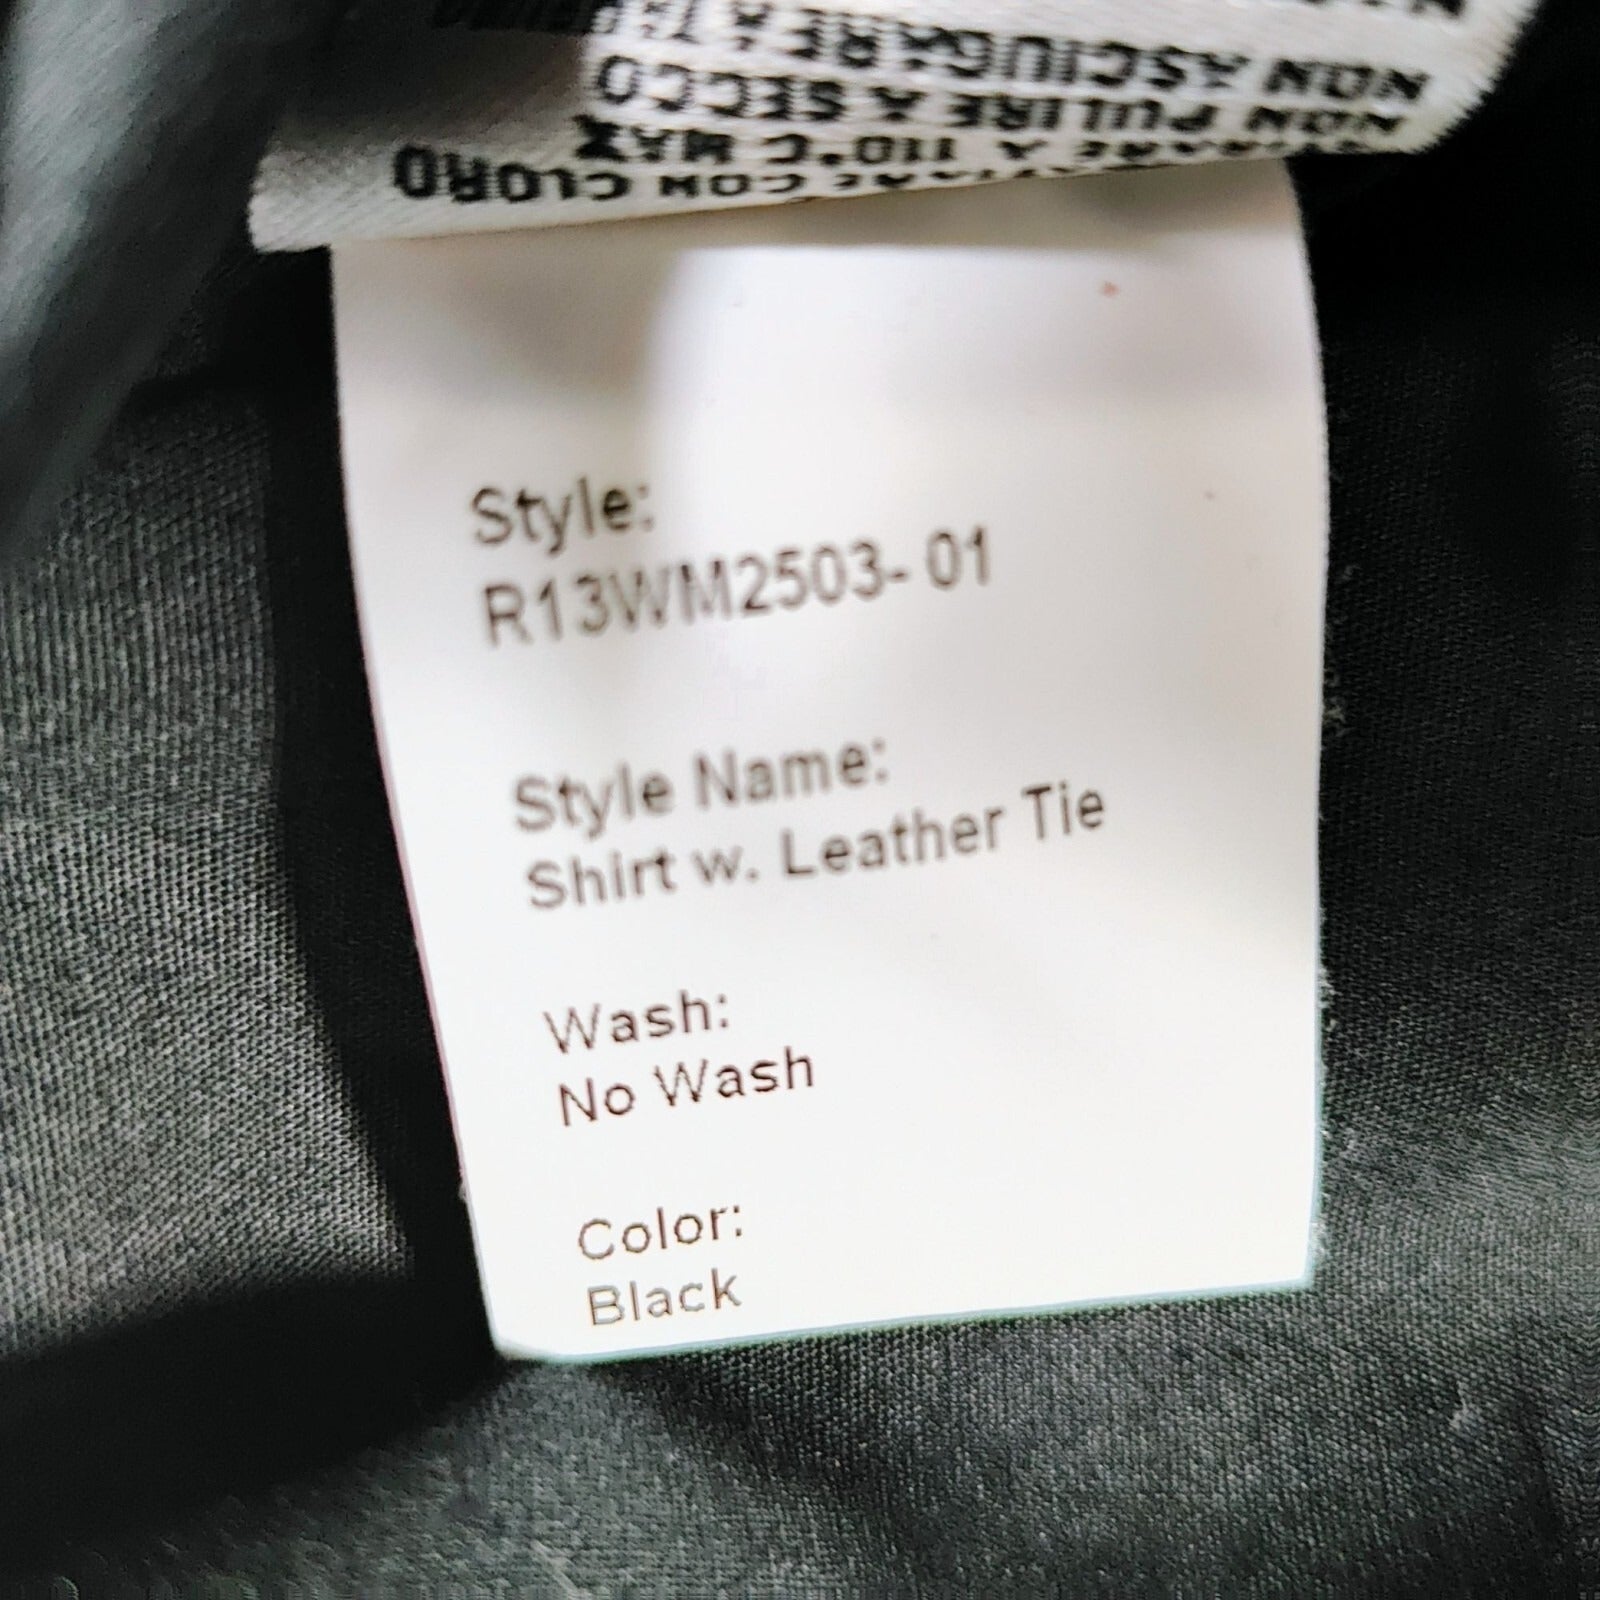 CON CLORO
A 110°C MAX
NON PULIRE A SECCO
NON ASCIUGARE A
Style:
R13WM2503- 01
Style Name:
Shirt w. Leather Tie
Wash:
No Wash
Color:
Black